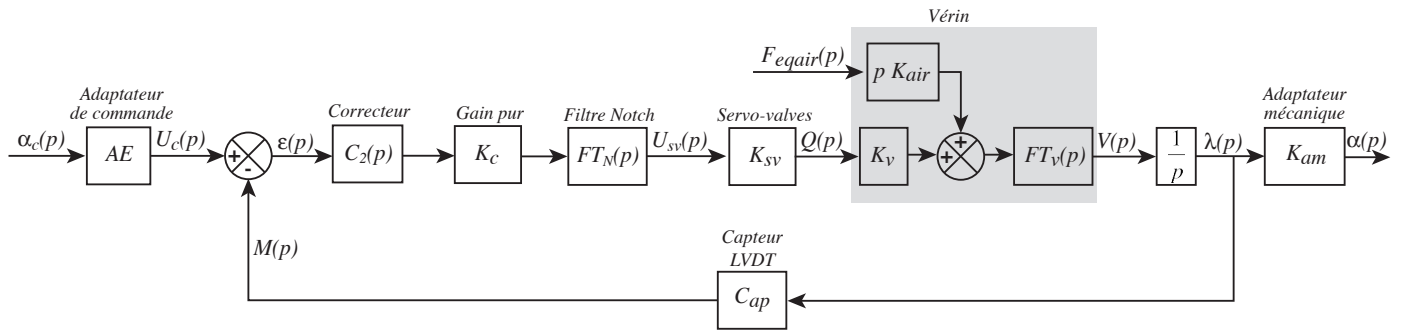 Vérin
F_eqair(p)
p K_air
Adaptateur
de commande
Correcteur
Gain pur
Filtre Notch
Servo-valves
Adaptateur
mécanique
α_c(p)
AE
U_c(p)
+
-
ε(p)
C_2(p)
K_c
FT_N(p)
U_sv(p)
K_sv
Q(p)
K_v
+
+
FT_v(p)
V(p)
1
p
λ(p)
K_am
α(p)
M(p)
Capteur
LVDT
C_ap